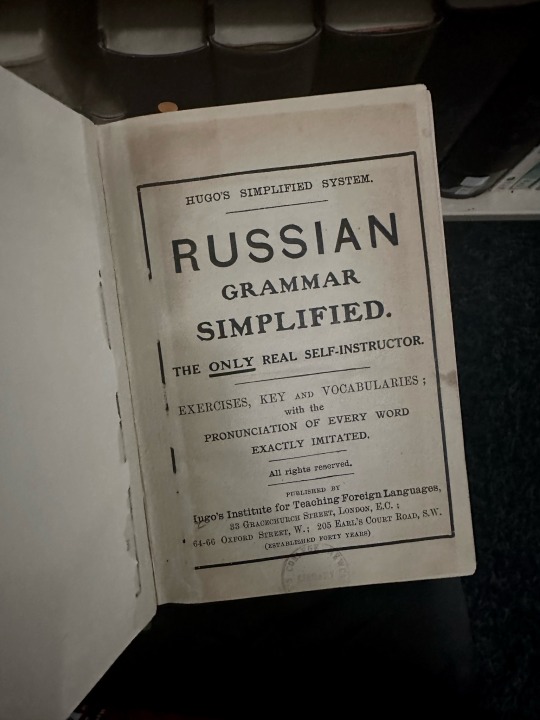 HUGO'S SIMPLIFIED SYSTEM.
RUSSIAN
GRAMMAR
SIMPLIFIED.
THE ONLY REAL SELF-INSTRUCTOR.
EXERCISES, KEY AND VOCABULARIES;
with the
PRONUNCIATION OF EVERY WORD
EXACTLY IMITATED.
All rights reserved.
PUBLISHED BY
Hugo's Institute for Teaching Foreign Languages,
33 GRACECHURCH STREET, LONDON, E.C.;
64-66 OXFORD STREET, W.; 205 EARL'S COURT ROAD, S.W.
(ESTABLISHED FORTY YEARS)